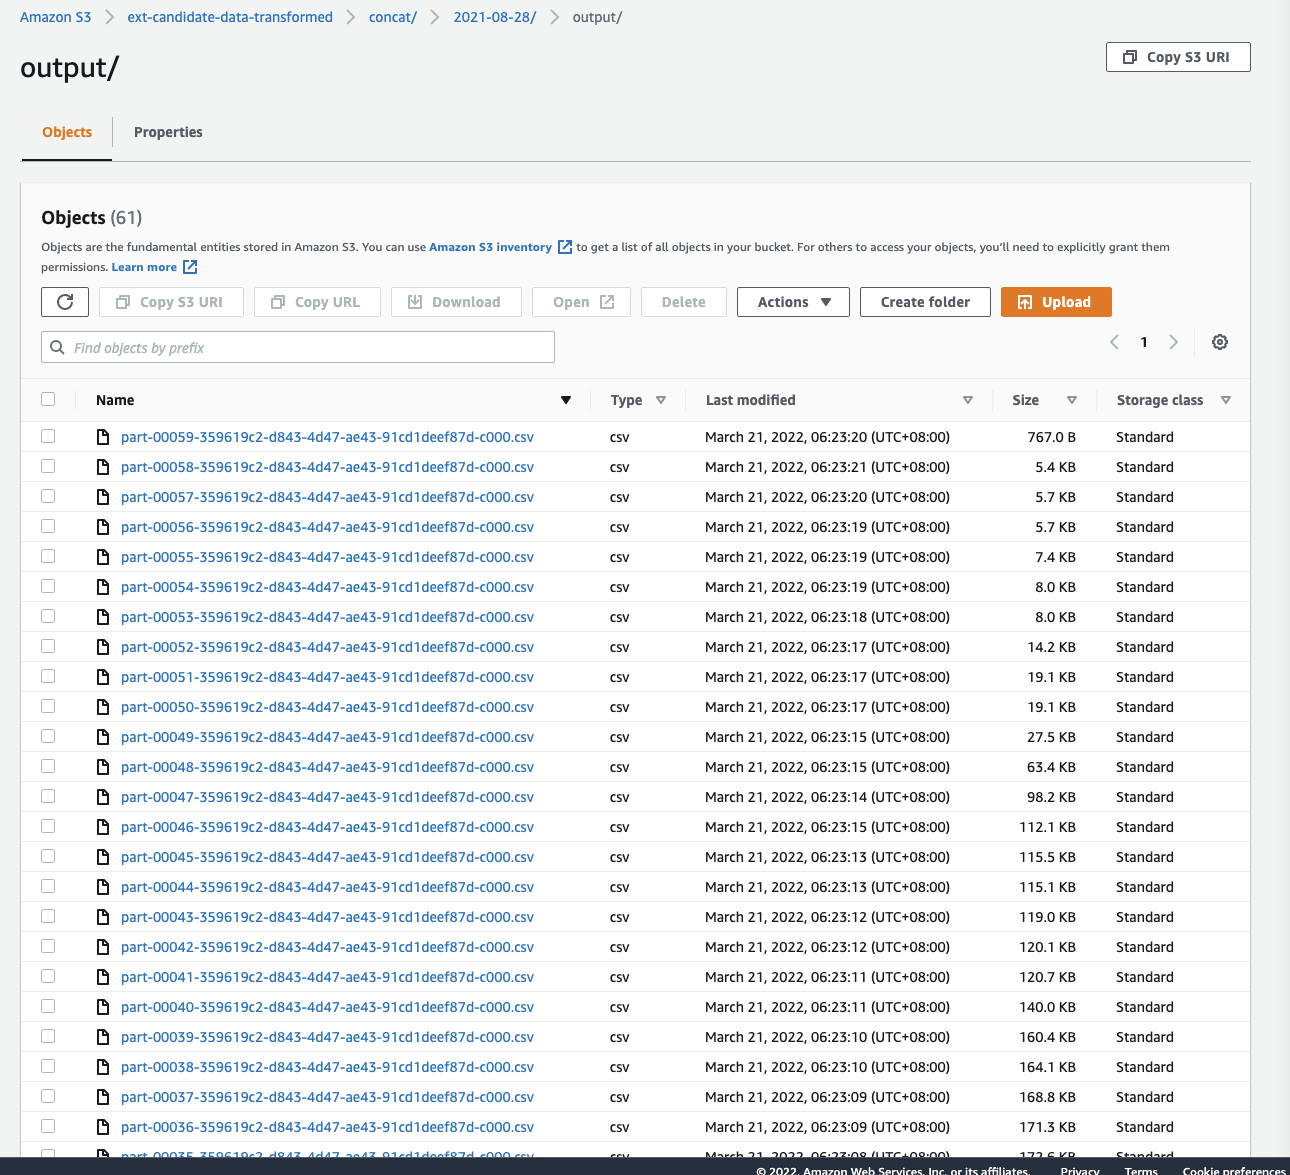 Amazon S3 > ext-candidate-data-transformed > concat/ > 2021-08-28/ > output/
output/
Copy S3 URI
Objects Properties
Objects (61)
Objects are the fundamental entities stored in Amazon S3. You can use Amazon S3 inventory to get a list of all objects in your bucket. For others to access your objects, you'll need to explicitly grant them
permissions. Learn more
Copy S3 URI Copy URL Download Open Delete Actions Create folder Upload
Find objects by prefix 1
Name Type Last modified Size Storage class
part-00059-359619c2-d843-4d47-ae43-91cd1deef87d-c000.csv csv March 21, 2022, 06:23:20 (UTC+08:00) 767.0 B Standard
part-00058-359619c2-d843-4d47-ae43-91cd1deef87d-c000.csv csv March 21, 2022, 06:23:21 (UTC+08:00) 5.4 KB Standard
part-00057-359619c2-d843-4d47-ae43-91cd1deef87d-c000.csv csv March 21, 2022, 06:23:20 (UTC+08:00) 5.7 KB Standard
part-00056-359619c2-d843-4d47-ae43-91cd1deef87d-c000.csv csv March 21, 2022, 06:23:19 (UTC+08:00) 5.7 KB Standard
part-00055-359619c2-d843-4d47-ae43-91cd1deef87d-c000.csv csv March 21, 2022, 06:23:19 (UTC+08:00) 7.4 KB Standard
part-00054-359619c2-d843-4d47-ae43-91cd1deef87d-c000.csv csv March 21, 2022, 06:23:19 (UTC+08:00) 8.0 KB Standard
part-00053-359619c2-d843-4d47-ae43-91cd1deef87d-c000.csv csv March 21, 2022, 06:23:18 (UTC+08:00) 8.0 KB Standard
part-00052-359619c2-d843-4d47-ae43-91cd1deef87d-c000.csv csv March 21, 2022, 06:23:17 (UTC+08:00) 14.2 KB Standard
part-00051-359619c2-d843-4d47-ae43-91cd1deef87d-c000.csv csv March 21, 2022, 06:23:17 (UTC+08:00) 19.1 KB Standard
part-00050-359619c2-d843-4d47-ae43-91cd1deef87d-c000.csv csv March 21, 2022, 06:23:17 (UTC+08:00) 19.1 KB Standard
part-00049-359619c2-d843-4d47-ae43-91cd1deef87d-c000.csv csv March 21, 2022, 06:23:15 (UTC+08:00) 27.5 KB Standard
part-00048-359619c2-d843-4d47-ae43-91cd1deef87d-c000.csv csv March 21, 2022, 06:23:15 (UTC+08:00) 63.4 KB Standard
part-00047-359619c2-d843-4d47-ae43-91cd1deef87d-c000.csv csv March 21, 2022, 06:23:14 (UTC+08:00) 98.2 KB Standard
part-00046-359619c2-d843-4d47-ae43-91cd1deef87d-c000.csv csv March 21, 2022, 06:23:15 (UTC+08:00) 112.1 KB Standard
part-00045-359619c2-d843-4d47-ae43-91cd1deef87d-c000.csv csv March 21, 2022, 06:23:13 (UTC+08:00) 115.5 KB Standard
part-00044-359619c2-d843-4d47-ae43-91cd1deef87d-c000.csv csv March 21, 2022, 06:23:13 (UTC+08:00) 115.1 KB Standard
part-00043-359619c2-d843-4d47-ae43-91cd1deef87d-c000.csv csv March 21, 2022, 06:23:12 (UTC+08:00) 119.0 KB Standard
part-00042-359619c2-d843-4d47-ae43-91cd1deef87d-c000.csv csv March 21, 2022, 06:23:12 (UTC+08:00) 120.1 KB Standard
part-00041-359619c2-d843-4d47-ae43-91cd1deef87d-c000.csv csv March 21, 2022, 06:23:11 (UTC+08:00) 120.7 KB Standard
part-00040-359619c2-d843-4d47-ae43-91cd1deef87d-c000.csv csv March 21, 2022, 06:23:11 (UTC+08:00) 140.0 KB Standard
part-00039-359619c2-d843-4d47-ae43-91cd1deef87d-c000.csv csv March 21, 2022, 06:23:10 (UTC+08:00) 160.4 KB Standard
part-00038-359619c2-d843-4d47-ae43-91cd1deef87d-c000.csv csv March 21, 2022, 06:23:10 (UTC+08:00) 164.1 KB Standard
part-00037-359619c2-d843-4d47-ae43-91cd1deef87d-c000.csv csv March 21, 2022, 06:23:09 (UTC+08:00) 168.8 KB Standard
part-00036-359619c2-d843-4d47-ae43-91cd1deef87d-c000.csv csv March 21, 2022, 06:23:09 (UTC+08:00) 171.3 KB Standard
© 2022, Amazon Web Services, Inc. or its affiliates. Privacy Terms Cookie preferences